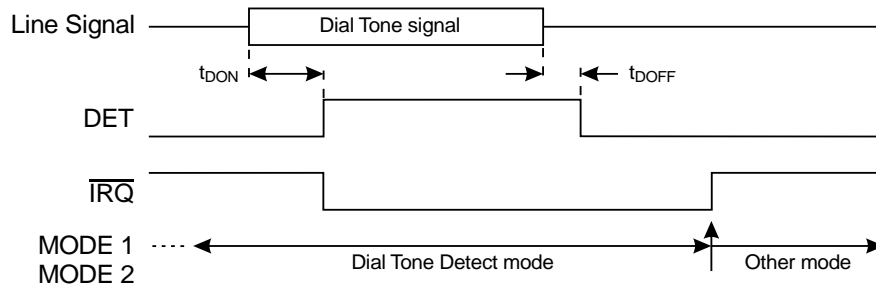 Line Signal
Dial Tone signal
tDON
tDOFF
DET
IRQ
MODE 1
MODE 2
Dial Tone Detect mode
Other mode